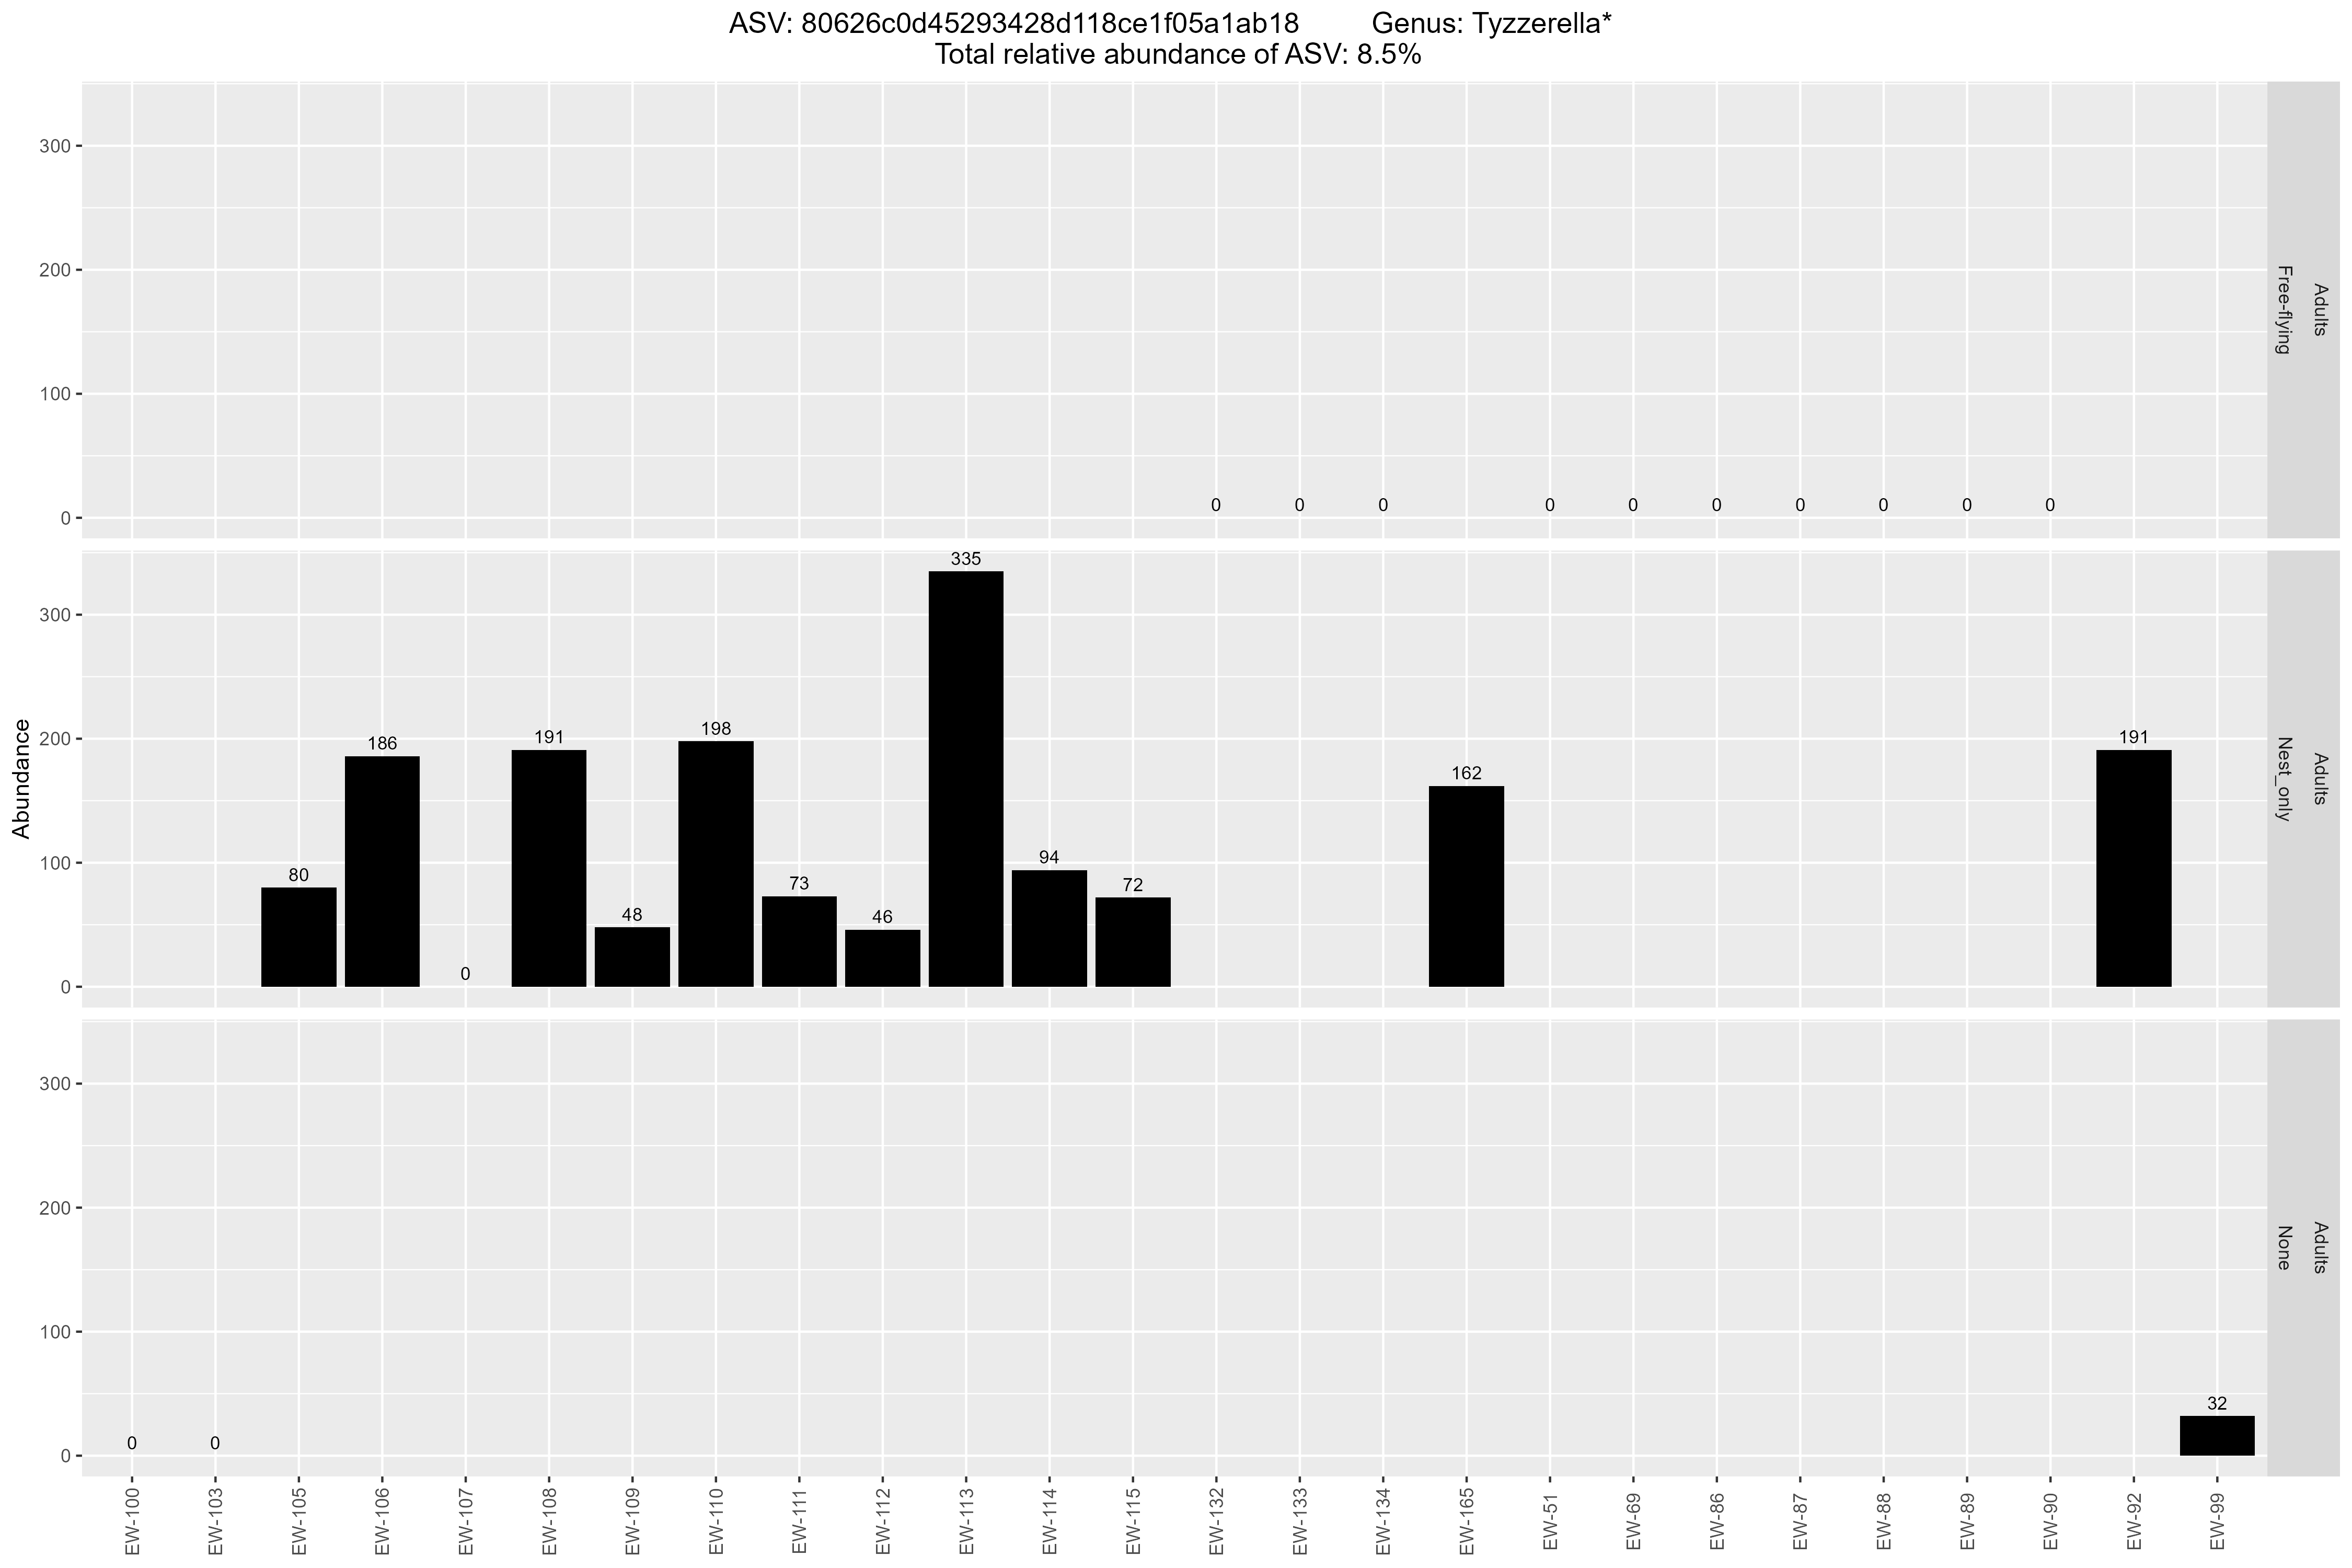 ASV: 80626c0d45293428d118ce1f05a1ab18 Genus: Tyzzerella*
Total relative abundance of ASV: 8.5%
300
200
100
0
0 0 0 0 0 0 0 0 0 0
Free-flying
Adults
Abundance
300
200
100
0
80
186
0
191
48
198
73
46
335
94
72
162
191
Nest_only
Adults
300
200
100
0
0
0
32
None
Adults
EW-100
EW-103
EW-105
EW-106
EW-107
EW-108
EW-109
EW-110
EW-111
EW-112
EW-113
EW-114
EW-115
EW-132
EW-133
EW-134
EW-165
EW-51
EW-69
EW-86
EW-87
EW-88
EW-89
EW-90
EW-92
EW-99